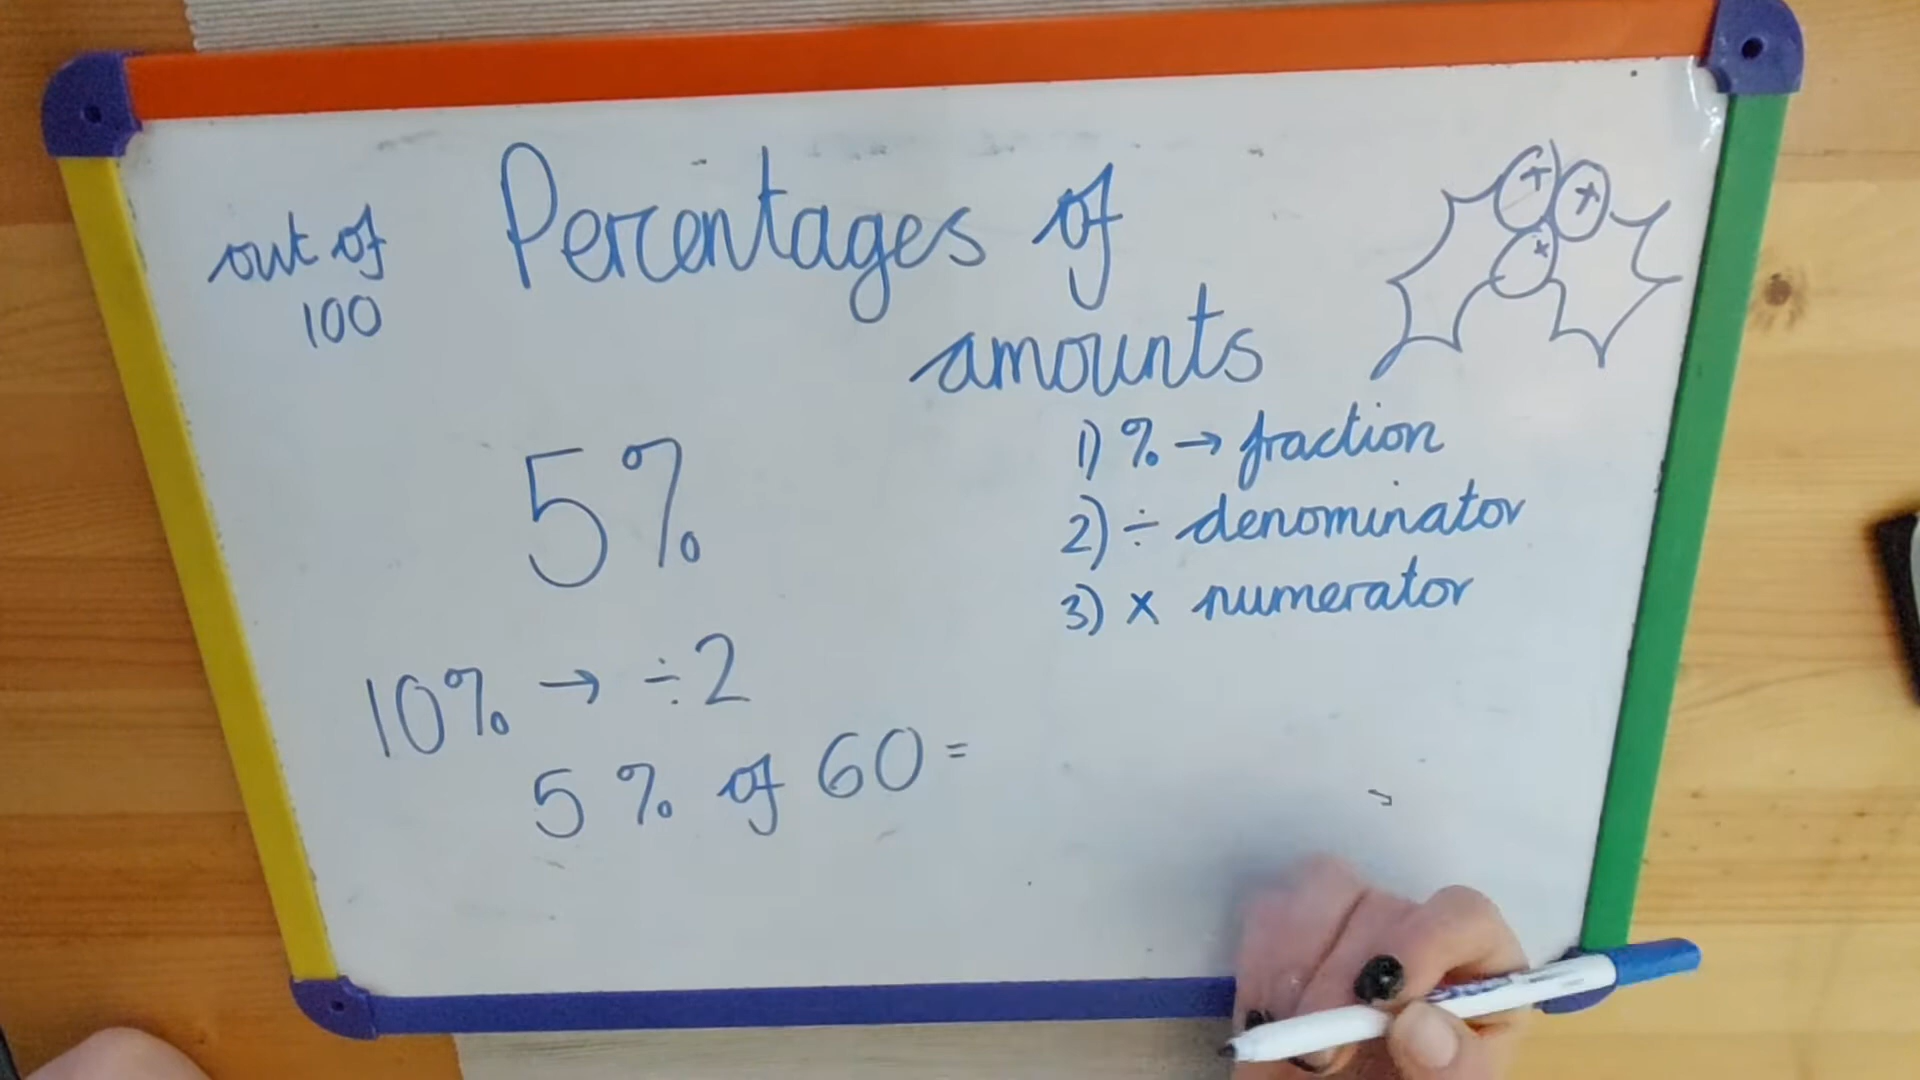 out of
100
Percentages of
amounts
5%
1) % → fraction
2) ÷ denominator
3) × numerator
10% → ÷2
5% of 60 =